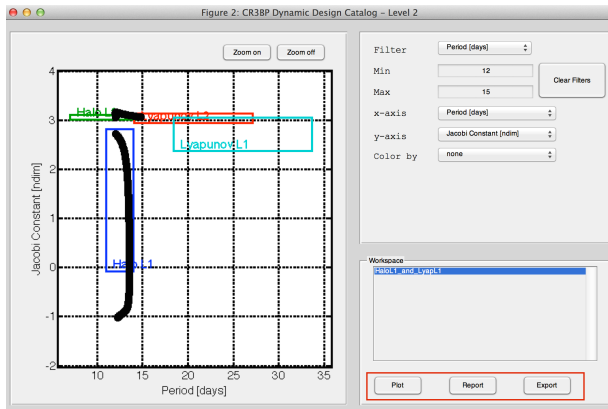 Figure 2: CR3BP Dynamic Design Catalog – Level 2
Zoom on
Zoom off
4
3
2
1
0
-1
-2
10
15
20
25
30
35
Jacobi Constant [ndim]
Period [days]
Halo L2
Lyapunov L2
Lyapunov L1
Halo L1
Filter
Period [days]
Min
12
Max
15
Clear Filters
x-axis
Period [days]
y-axis
Jacobi Constant [ndim]
Color by
none
Workspace
HaloL1_and_LyapL1
Plot
Report
Export